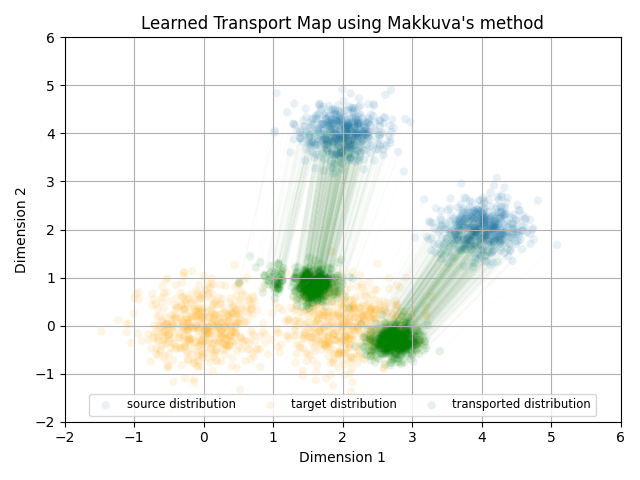 Learned Transport Map using Makkuva's method
6
5
4
3
2
1
0
−1
−2
Dimension 2
source distribution target distribution transported distribution
−2 −1 0 1 2 3 4 5 6
Dimension 1